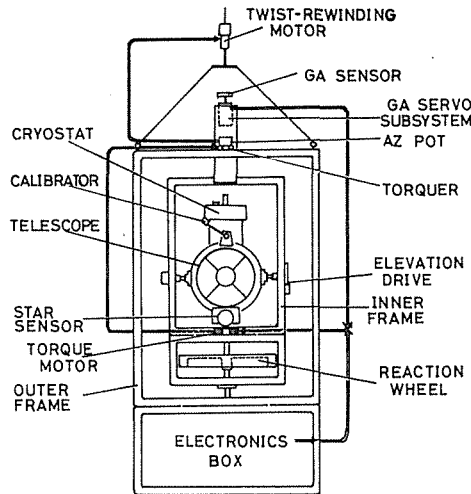 TWIST-REWINDING
MOTOR
GA SENSOR
GA SERVO
SUBSYSTEM
CRYOSTAT
AZ POT
CALIBRATOR
TORQUER
TELESCOPE
ELEVATION
DRIVE
INNER
FRAME
STAR
SENSOR
TORQUE
MOTOR
REACTION
WHEEL
OUTER
FRAME
ELECTRONICS
BOX